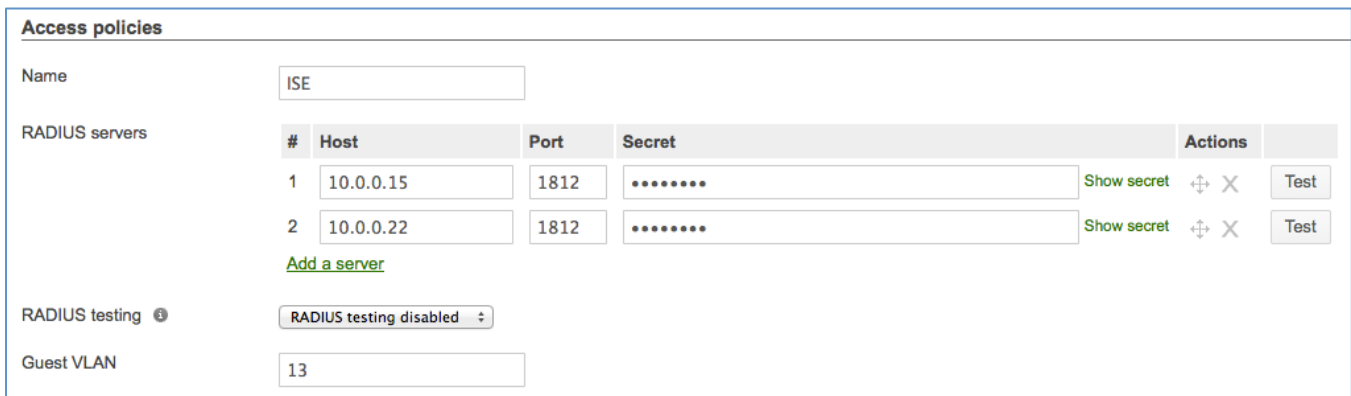 Access policies
Name ISE
RADIUS servers # Host Port Secret Actions
1 10.0.0.15 1812 •••••••• Show secret Test
2 10.0.0.22 1812 •••••••• Show secret Test
Add a server
RADIUS testing RADIUS testing disabled
Guest VLAN 13